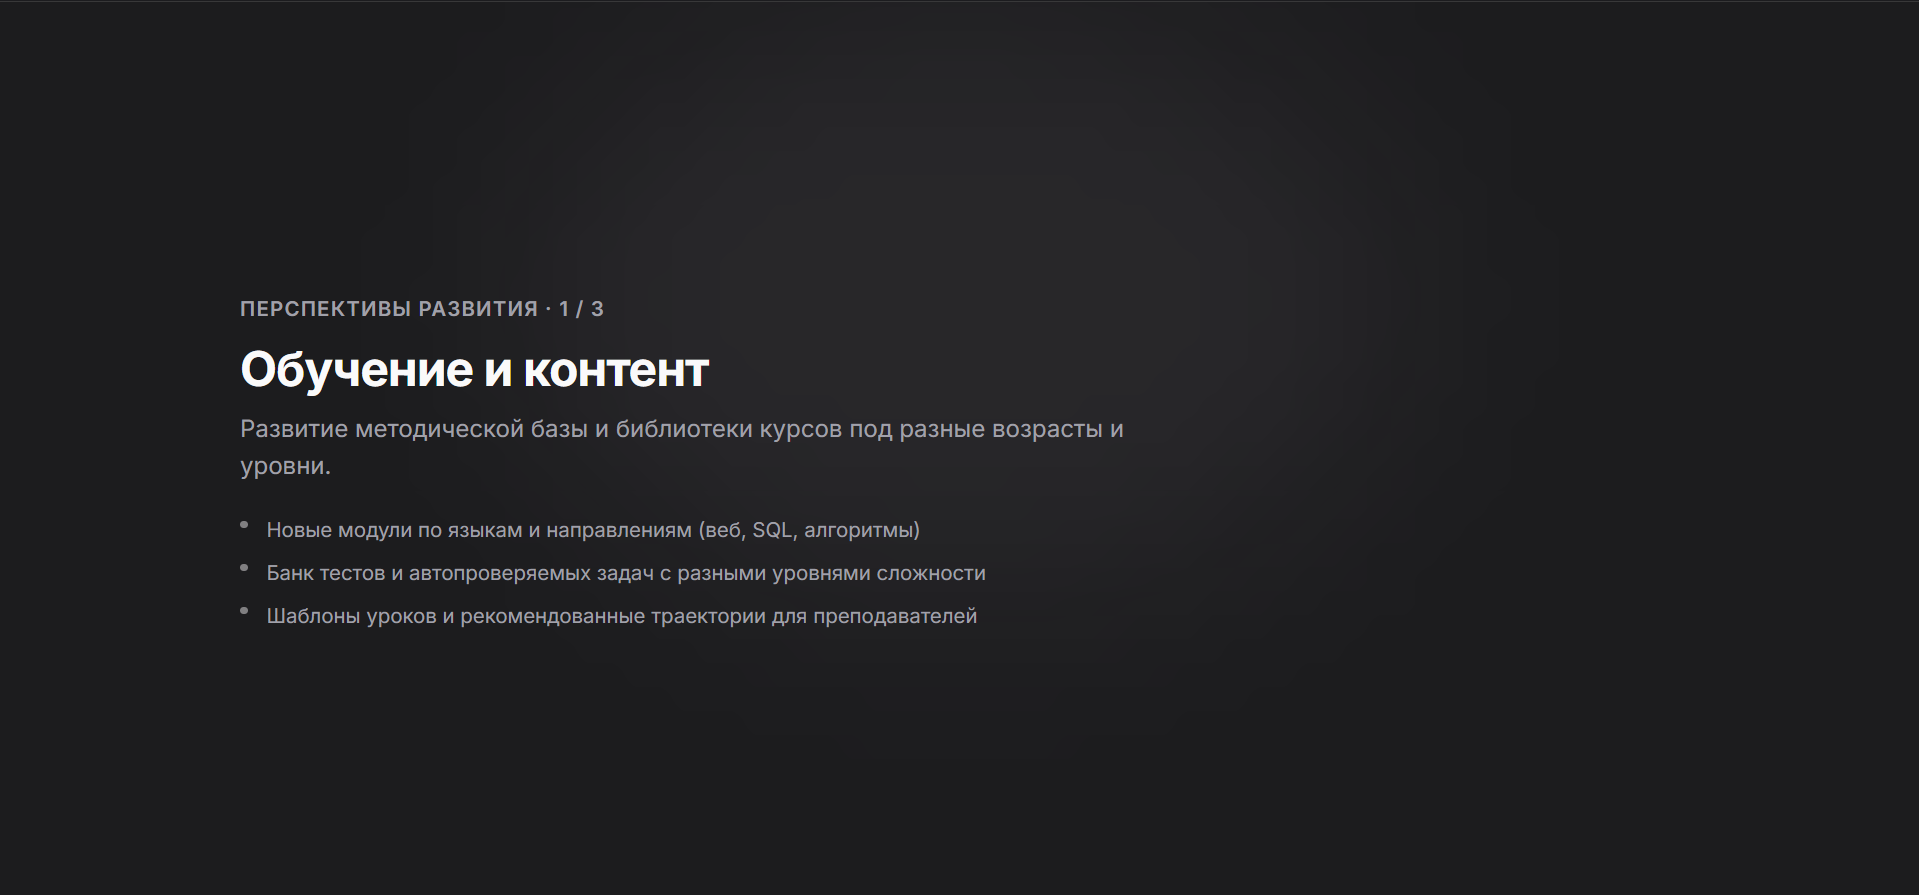 ПЕРСПЕКТИВЫ РАЗВИТИЯ · 1 / 3
Обучение и контент
Развитие методической базы и библиотеки курсов под разные возрасты и
уровни.
• Новые модули по языкам и направлениям (веб, SQL, алгоритмы)
• Банк тестов и автопроверяемых задач с разными уровнями сложности
• Шаблоны уроков и рекомендованные траектории для преподавателей